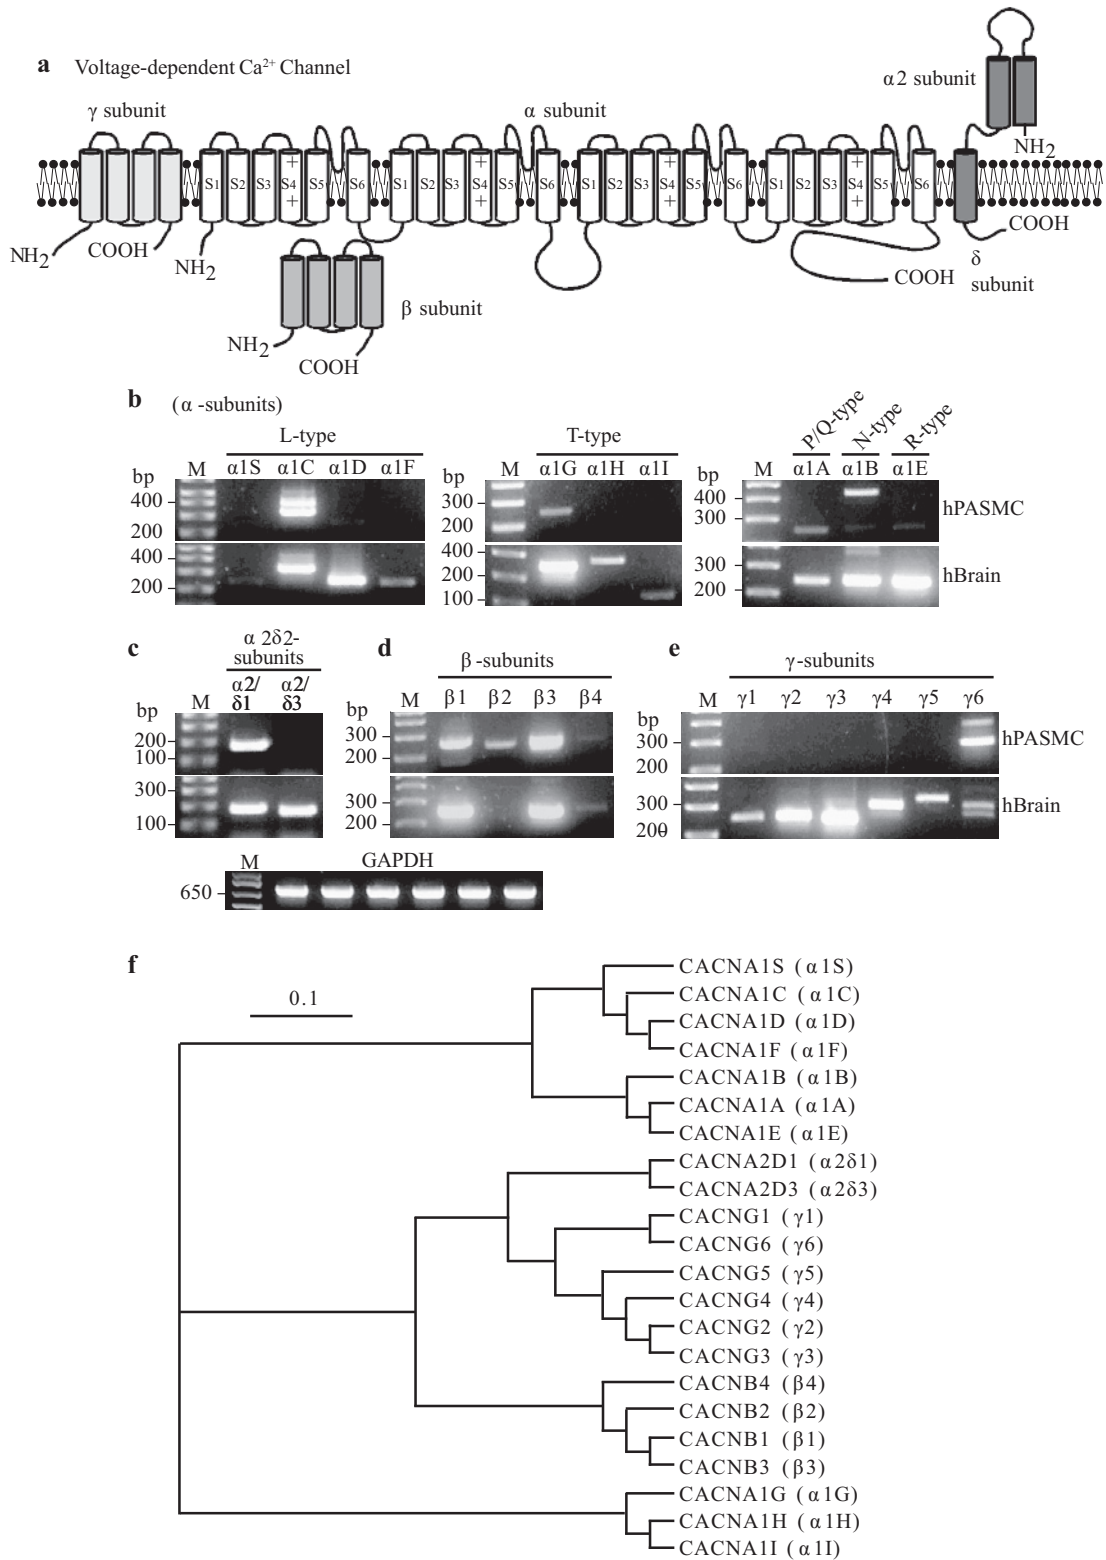 a Voltage-dependent Ca2+ Channel
α2 subunit
γ subunit
α subunit
NH2
S1 S2 S3 S4 S5 S6 S1 S2 S3 S4 S5 S6 S1 S2 S3 S4 S5 S6 S1 S2 S3 S4 S5 S6
+ + + +
+ + + +
NH2 COOH NH2
COOH
COOH
δ
subunit
β subunit
NH2
COOH
b (α -subunits)
L-type
T-type
P/Q-type N-type R-type
bp M α1S α1C α1D α1F
bp M α1G α1H α1I
bp M α1A α1B α1E
400
200
300
200
400
300
hPASMC
400
200
400
200
100
300
200
hBrain
c α 2δ2-
subunits
d β -subunits
e γ-subunits
M α2/
δ1 α2/
δ3
bp
M β1 β2 β3 β4
bp
M γ1 γ2 γ3 γ4 γ5 γ6
bp
200
100
300
200
300
200
hPASMC
300
100
300
200
300
200
hBrain
M GAPDH
650
f
0.1
CACNA1S (α1S)
CACNA1C (α1C)
CACNA1D (α1D)
CACNA1F (α1F)
CACNA1B (α1B)
CACNA1A (α1A)
CACNA1E (α1E)
CACNA2D1 (α2δ1)
CACNA2D3 (α2δ3)
CACNG1 (γ1)
CACNG6 (γ6)
CACNG5 (γ5)
CACNG4 (γ4)
CACNG2 (γ2)
CACNG3 (γ3)
CACNB4 (β4)
CACNB2 (β2)
CACNB1 (β1)
CACNB3 (β3)
CACNA1G (α1G)
CACNA1H (α1H)
CACNA1I (α1I)